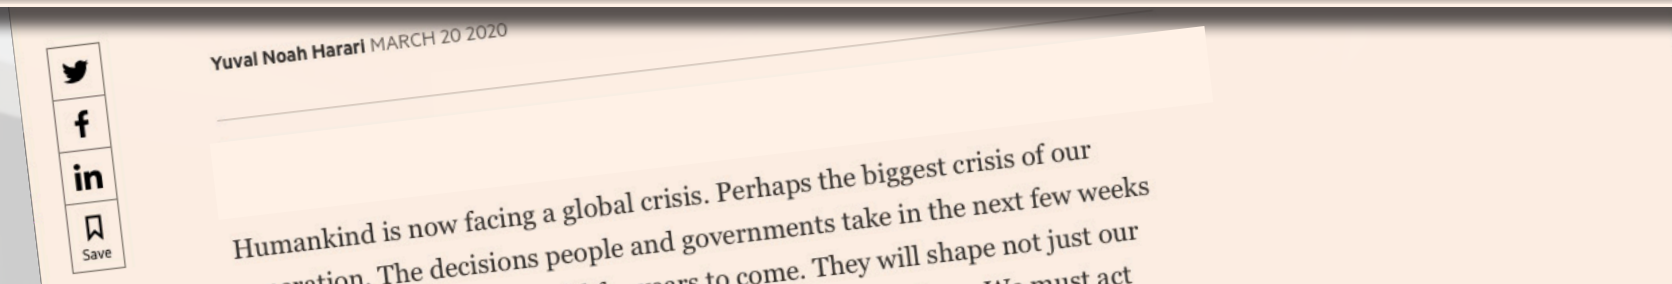 Yuval Noah Harari MARCH 20 2020
Save
Humankind is now facing a global crisis. Perhaps the biggest crisis of our
The decisions people and governments take in the next few weeks
to come. They will shape not just our
must act